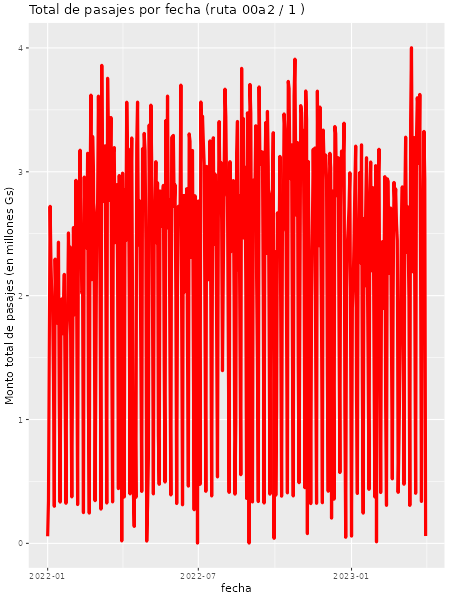 Total de pasajes por fecha (ruta 00a2 / 1 )
Monto total de pasajes (en millones Gs)
4
3
2
1
0
2022-01
2022-07
2023-01
fecha